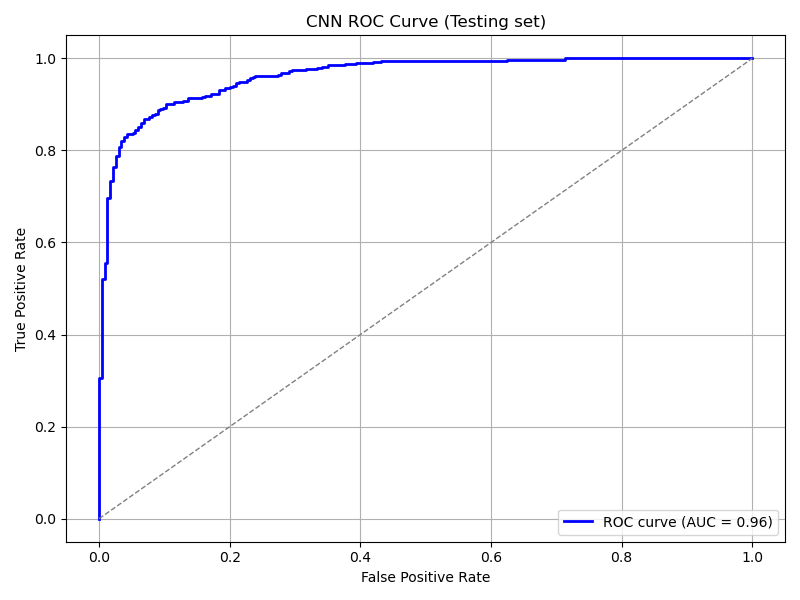 CNN ROC Curve (Testing set)
1.0
0.8
0.6
0.4
0.2
0.0
True Positive Rate
0.0 0.2 0.4 0.6 0.8 1.0
False Positive Rate
ROC curve (AUC = 0.96)